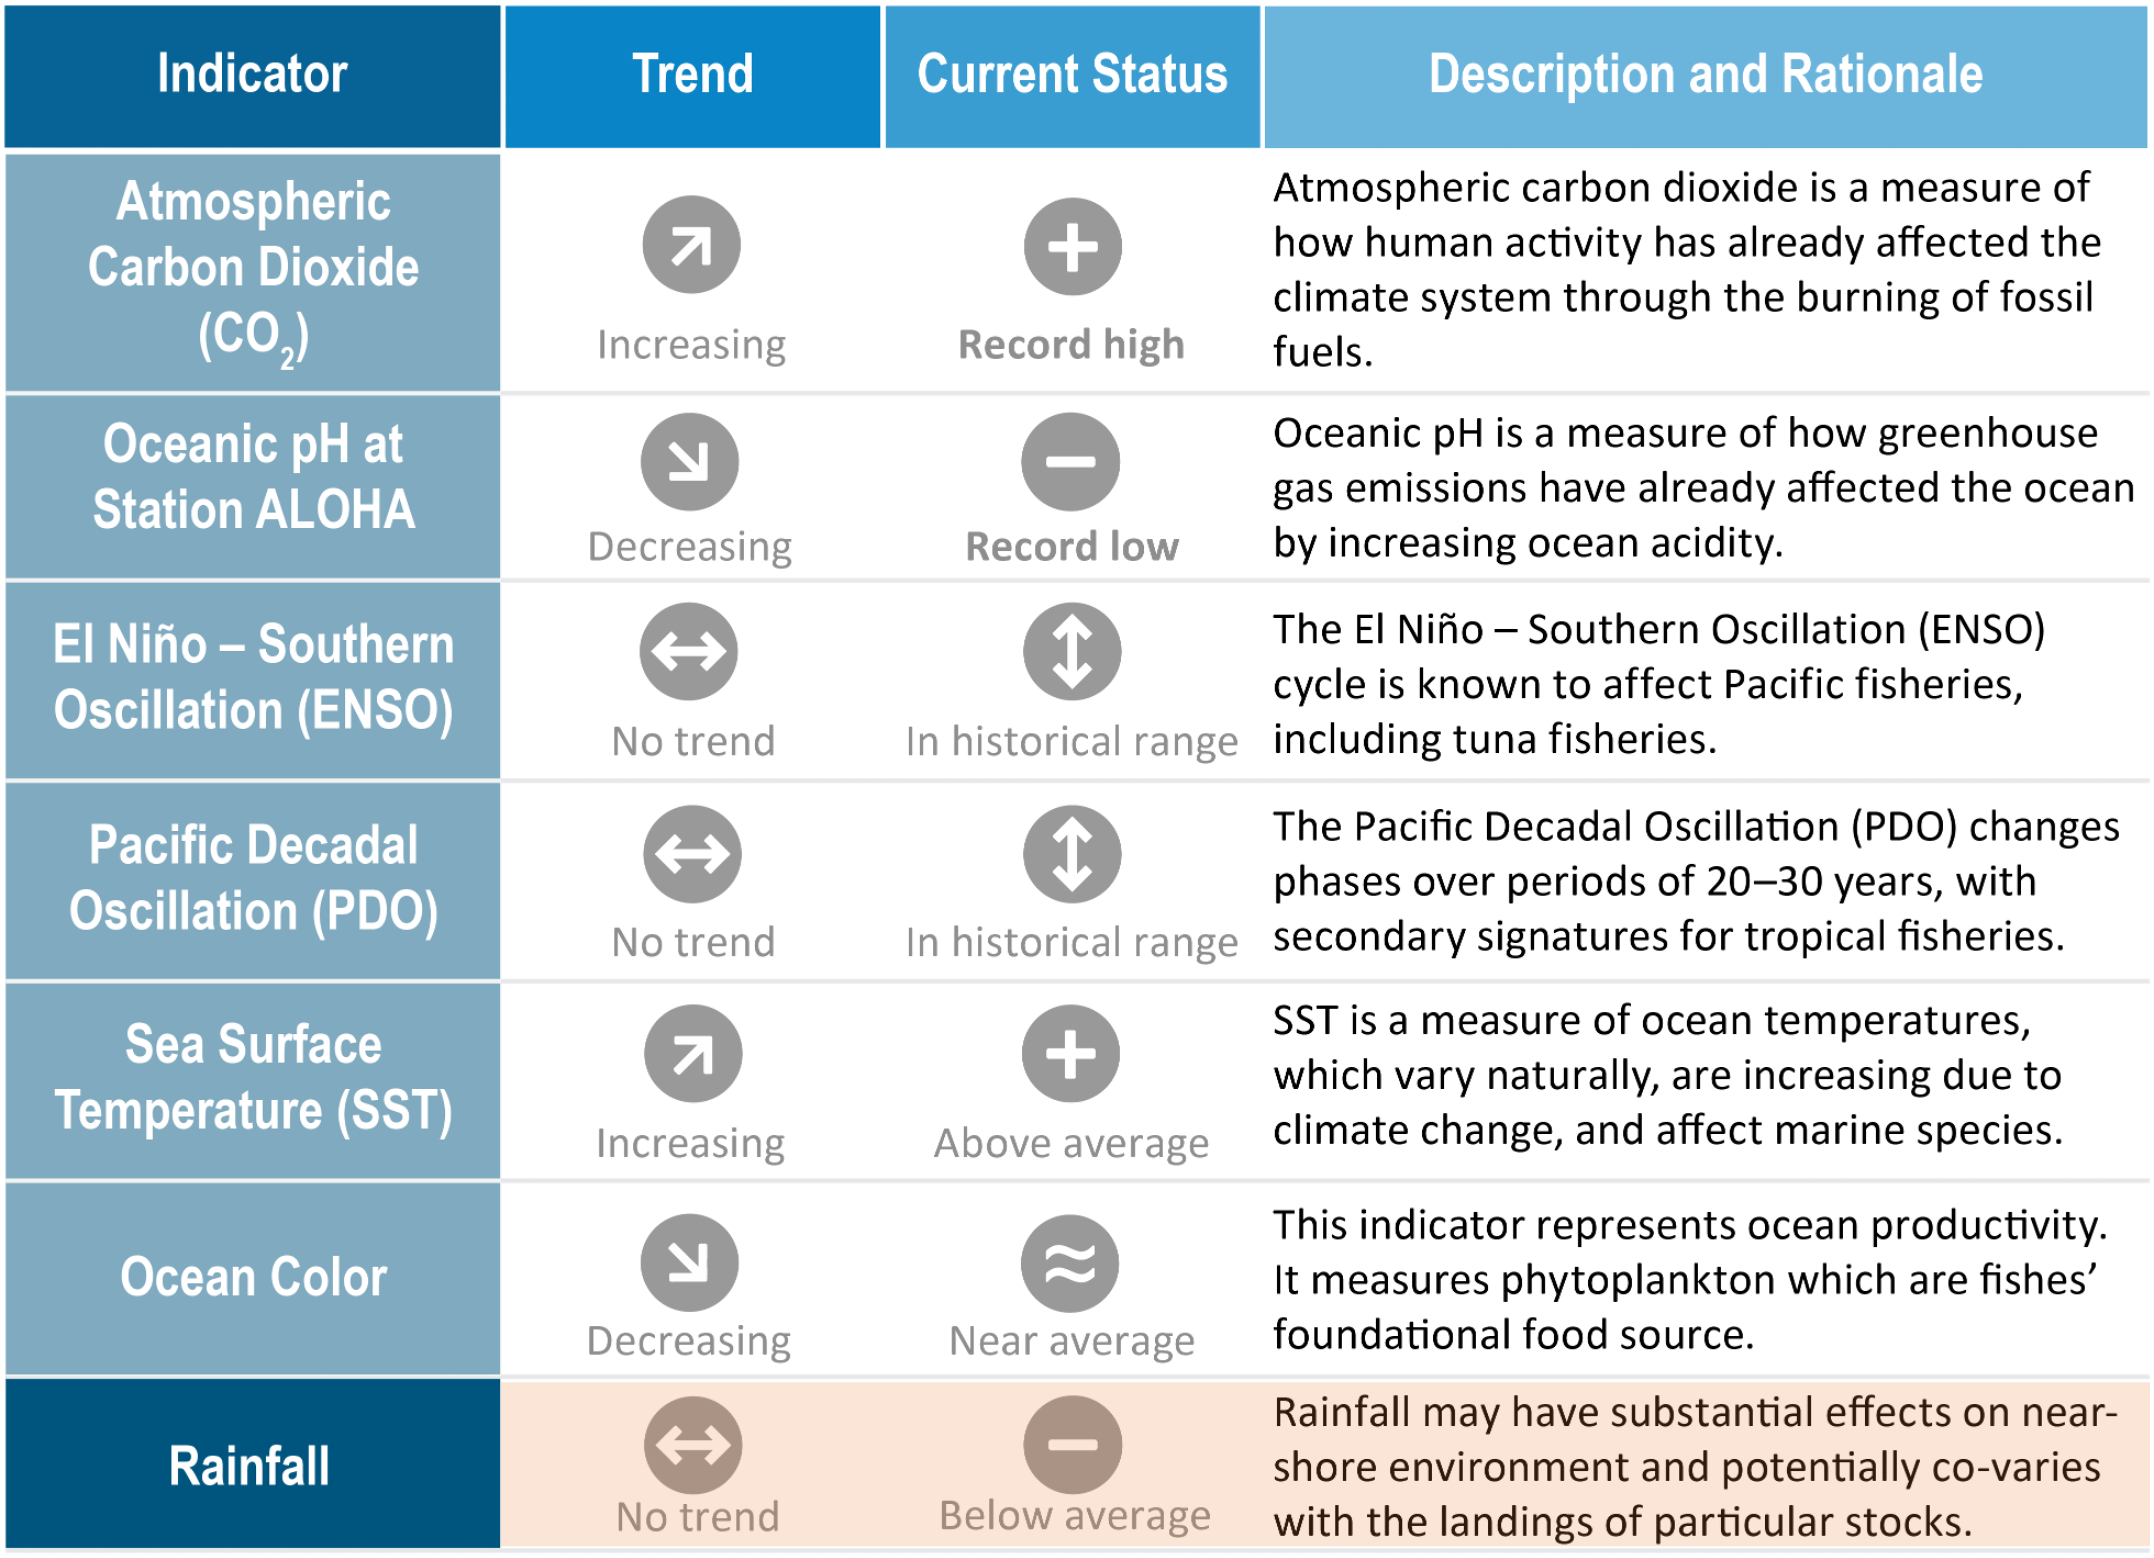 Indicator
Trend
Current Status
Description and Rationale
Atmospheric
Carbon Dioxide
(CO₂)
Increasing
Record high
Atmospheric carbon dioxide is a measure of
how human activity has already affected the
climate system through the burning of fossil
fuels.
Oceanic pH at
Station ALOHA
Decreasing
Record low
Oceanic pH is a measure of how greenhouse
gas emissions have already affected the ocean
by increasing ocean acidity.
El Niño – Southern
Oscillation (ENSO)
No trend
In historical range
The El Niño – Southern Oscillation (ENSO)
cycle is known to affect Pacific fisheries,
including tuna fisheries.
Pacific Decadal
Oscillation (PDO)
No trend
In historical range
The Pacific Decadal Oscillation (PDO) changes
phases over periods of 20–30 years, with
secondary signatures for tropical fisheries.
Sea Surface
Temperature (SST)
Increasing
Above average
SST is a measure of ocean temperatures,
which vary naturally, are increasing due to
climate change, and affect marine species.
Ocean Color
Decreasing
Near average
This indicator represents ocean productivity.
It measures phytoplankton which are fishes’
foundational food source.
Rainfall
No trend
Below average
Rainfall may have substantial effects on near-
shore environment and potentially co-varies
with the landings of particular stocks.